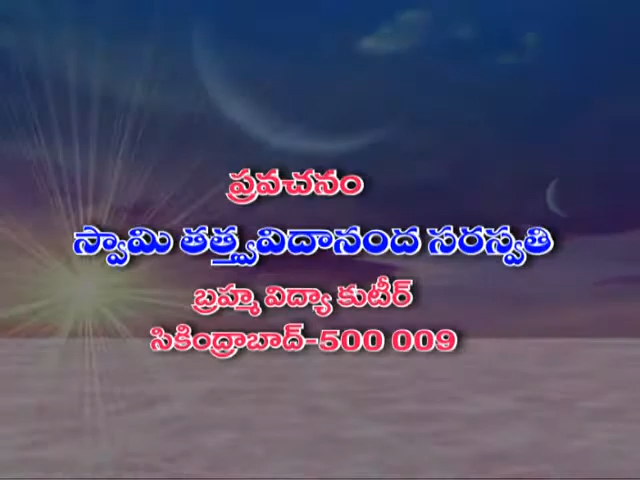 ప్రవచనం
స్వామి తత్త్వవిదానంద సరస్వతి
బ్రహ్మ విద్యా కుటీర్
సికింద్రాబాద్-500 009